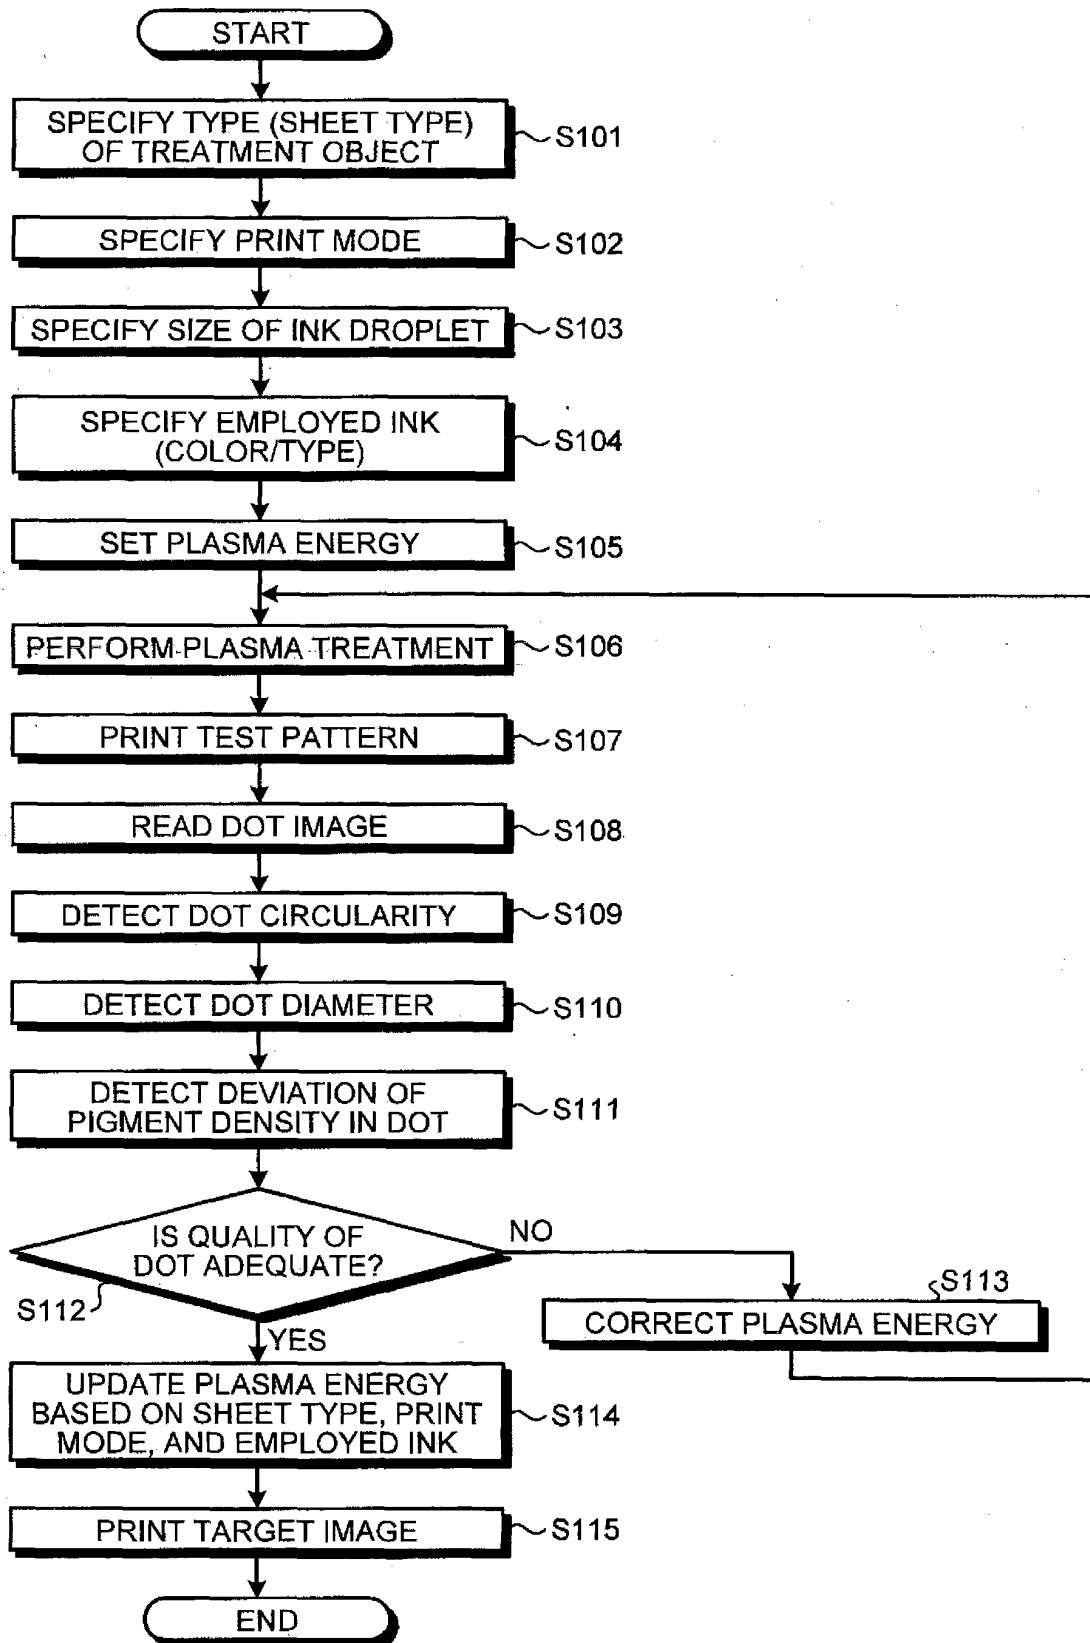 START
SPECIFY TYPE (SHEET TYPE)
OF TREATMENT OBJECT
S101
SPECIFY PRINT MODE
S102
SPECIFY SIZE OF INK DROPLET
S103
SPECIFY EMPLOYED INK
(COLOR/TYPE)
S104
SET PLASMA ENERGY
S105
PERFORM PLASMA TREATMENT
S106
PRINT TEST PATTERN
S107
READ DOT IMAGE
S108
DETECT DOT CIRCULARITY
S109
DETECT DOT DIAMETER
S110
DETECT DEVIATION OF
PIGMENT DENSITY IN DOT
S111
IS QUALITY OF
DOT ADEQUATE?
S112
NO
S113
CORRECT PLASMA ENERGY
YES
UPDATE PLASMA ENERGY
BASED ON SHEET TYPE, PRINT
MODE, AND EMPLOYED INK
S114
PRINT TARGET IMAGE
S115
END